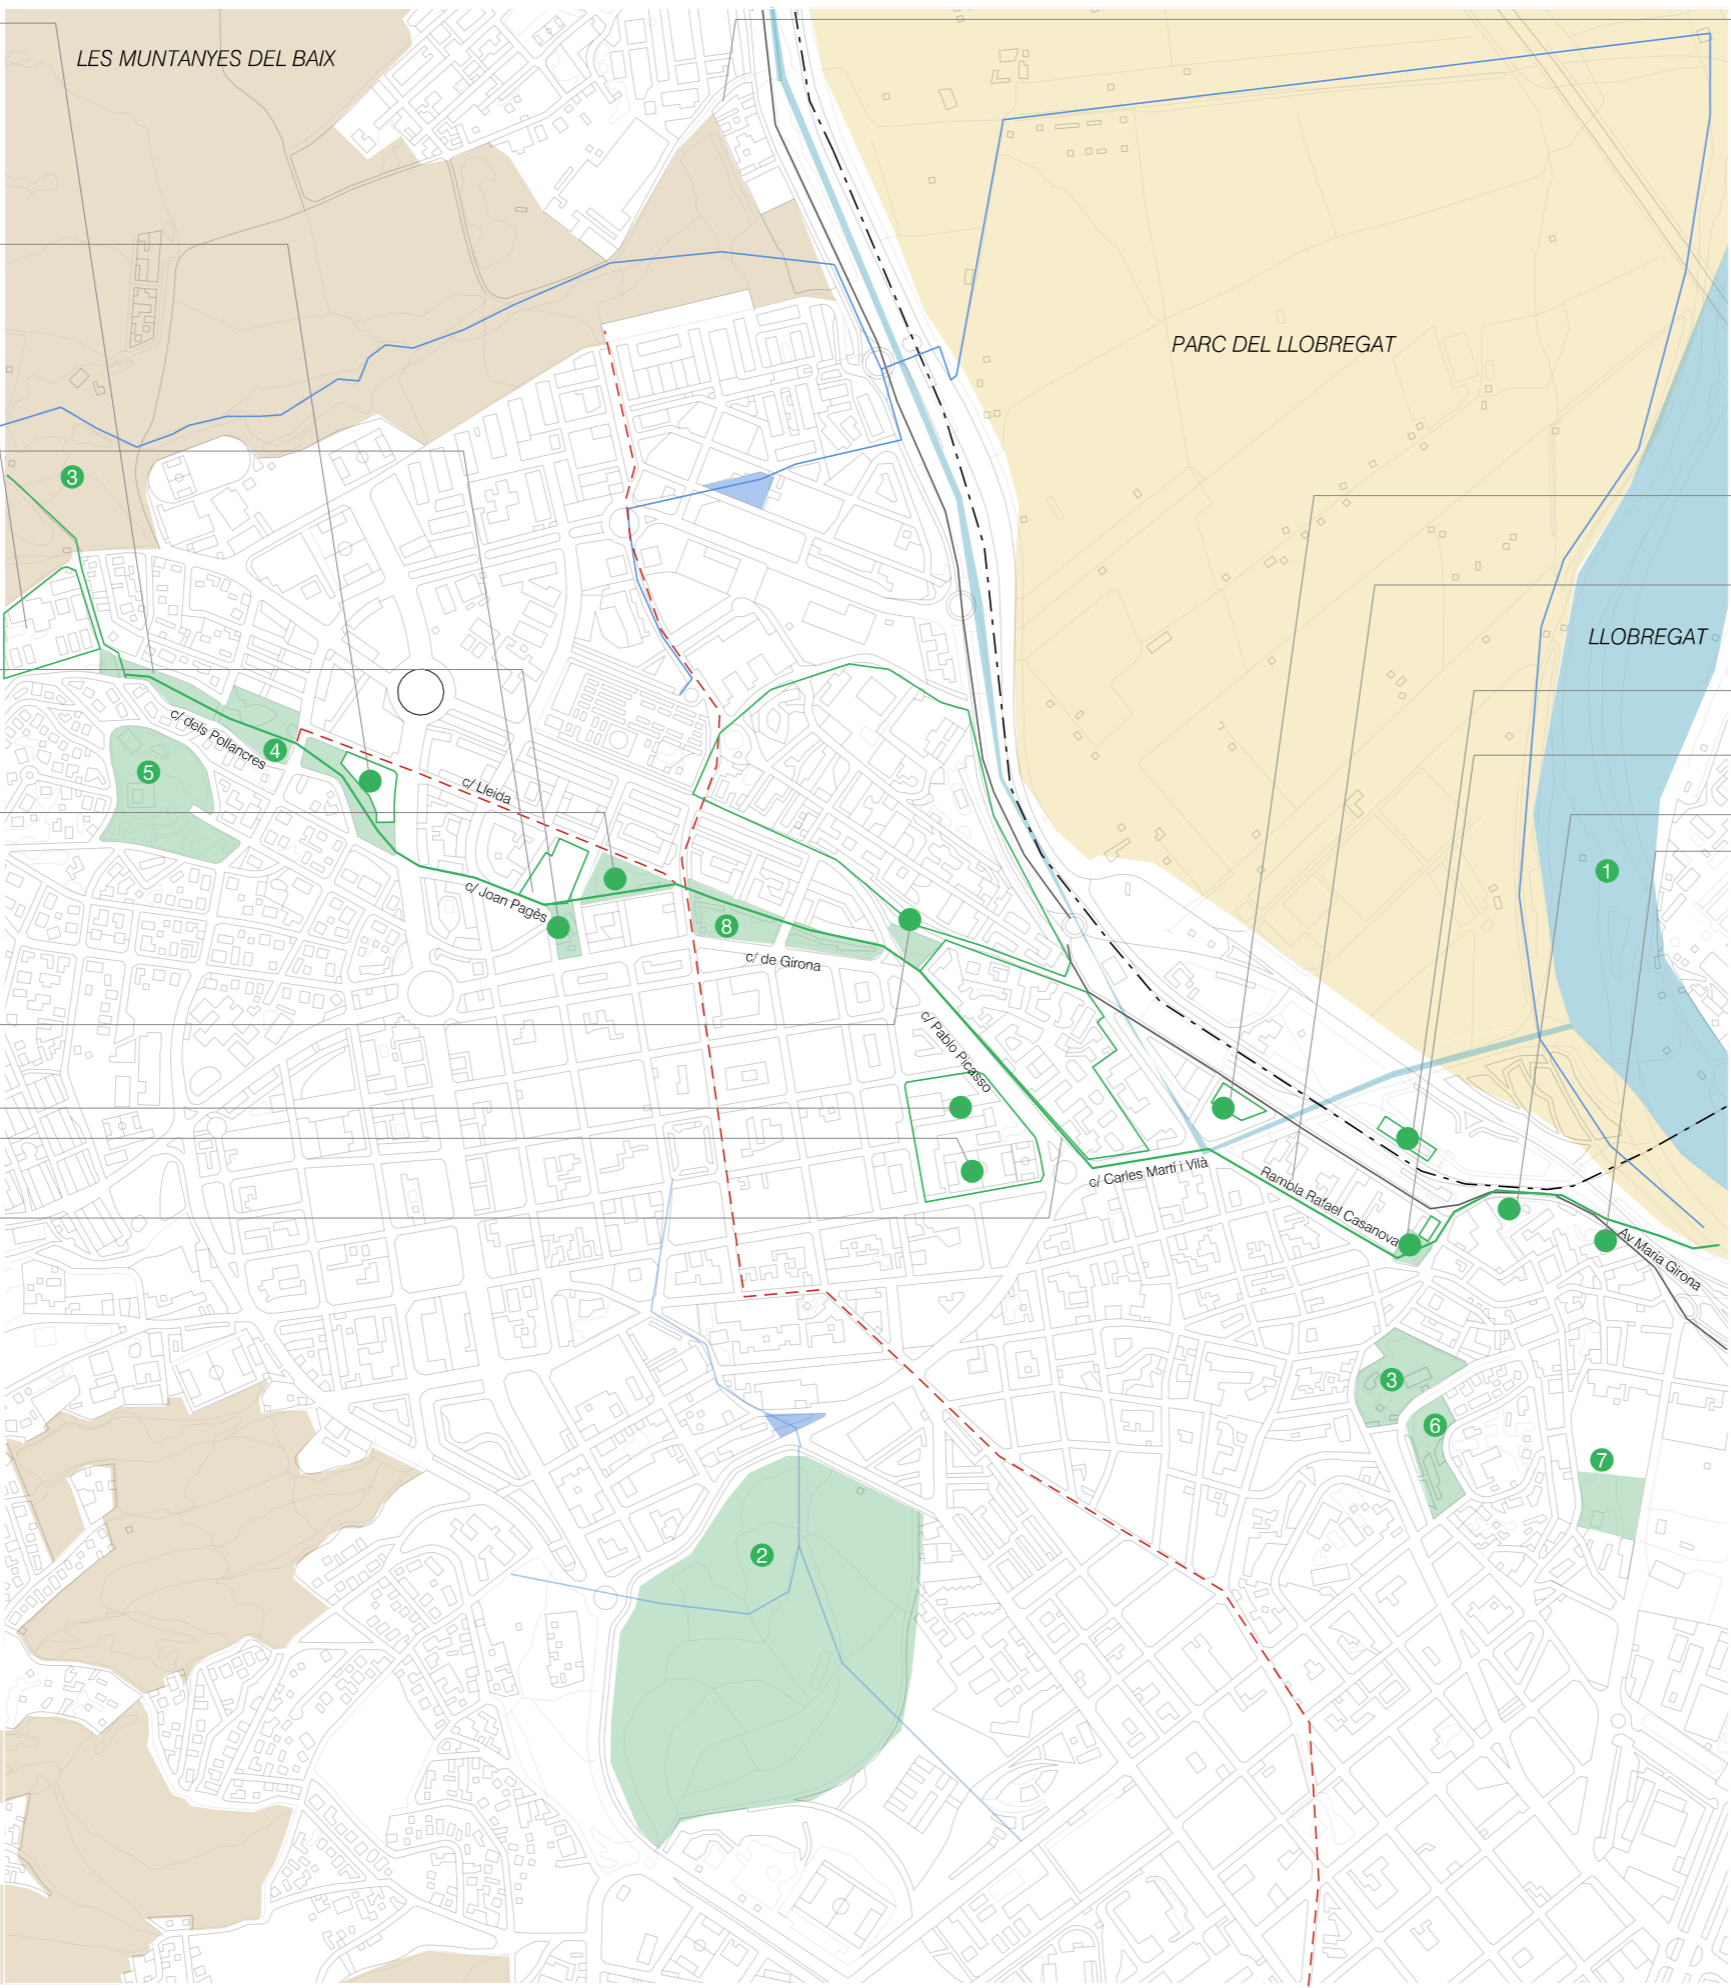 LES MUNTANYES DEL BAIX
PARC DEL LLOBREGAT
3
LLOBREGAT
c/ dels Pollancres
4
5
c/ Lleida
1
c/ Joan Pagès
8
c/ de Girona
c/ Pablo Picasso
c/ Carles Martí i Vilà
Rambla Rafael Casanova
Av Maria Girona
3
6
7
2